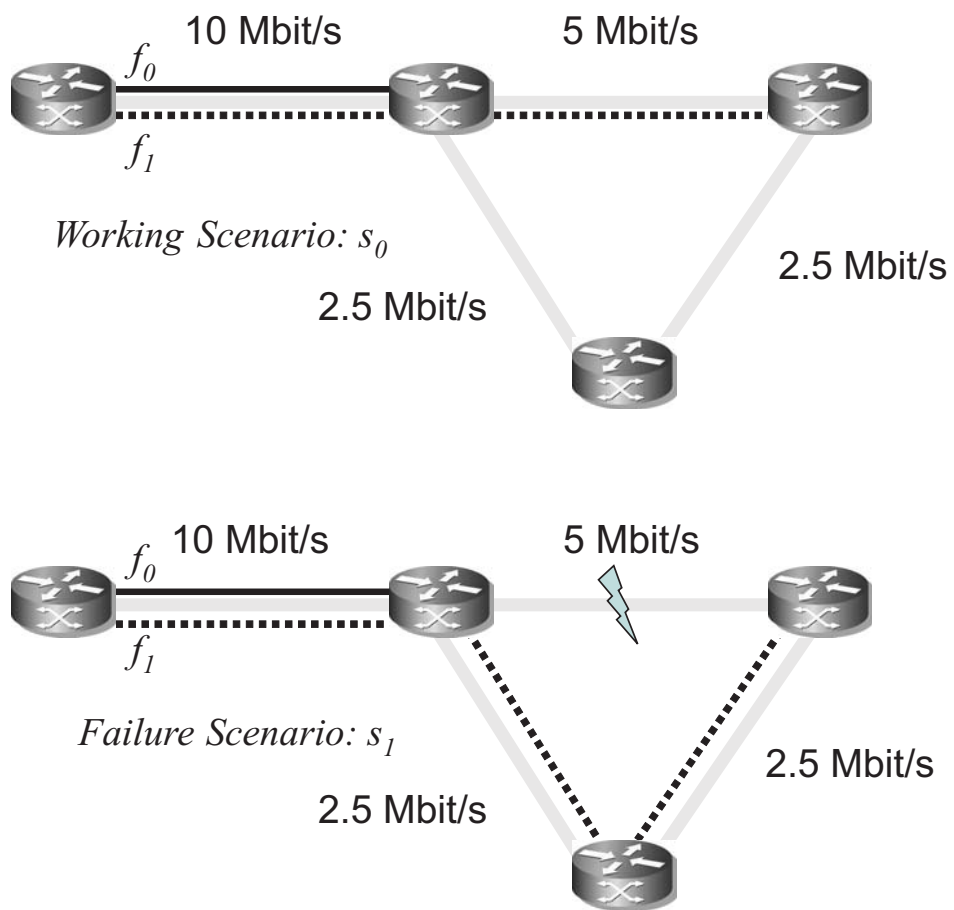 10 Mbit/s 5 Mbit/s
f0
f1
Working Scenario: s0
2.5 Mbit/s
2.5 Mbit/s
10 Mbit/s 5 Mbit/s
f0
f1
Failure Scenario: s1
2.5 Mbit/s
2.5 Mbit/s